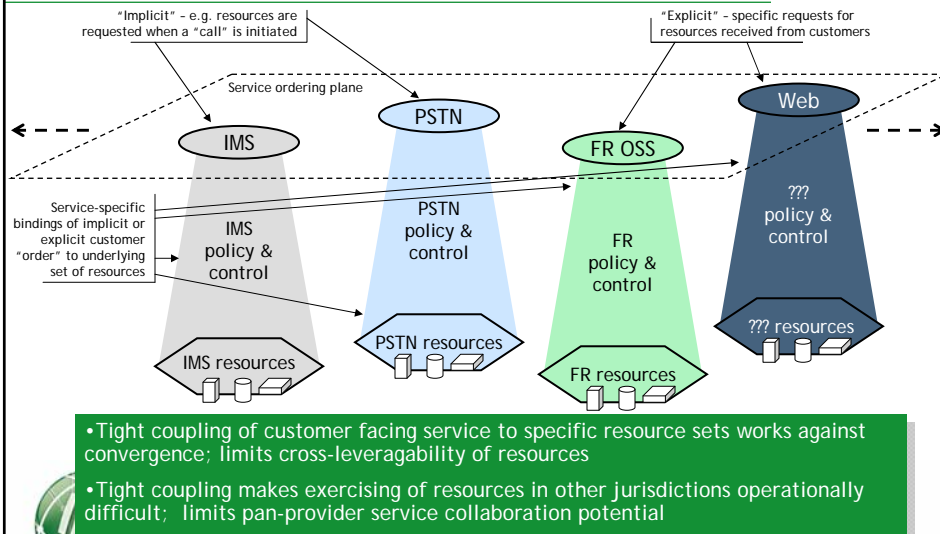 “Implicit” – e.g. resources are
requested when a “call” is initiated
“Explicit” – specific requests for
resources received from customers
Service ordering plane
IMS
PSTN
FR OSS
Web
Service-specific
bindings of implicit or
explicit customer
“order” to underlying
set of resources
IMS
policy &
control
PSTN
policy &
control
FR
policy &
control
???
policy &
control
IMS resources
PSTN resources
FR resources
??? resources
•Tight coupling of customer facing service to specific resource sets works against
convergence; limits cross-leveragability of resources
•Tight coupling makes exercising of resources in other jurisdictions operationally
difficult; limits pan-provider service collaboration potential